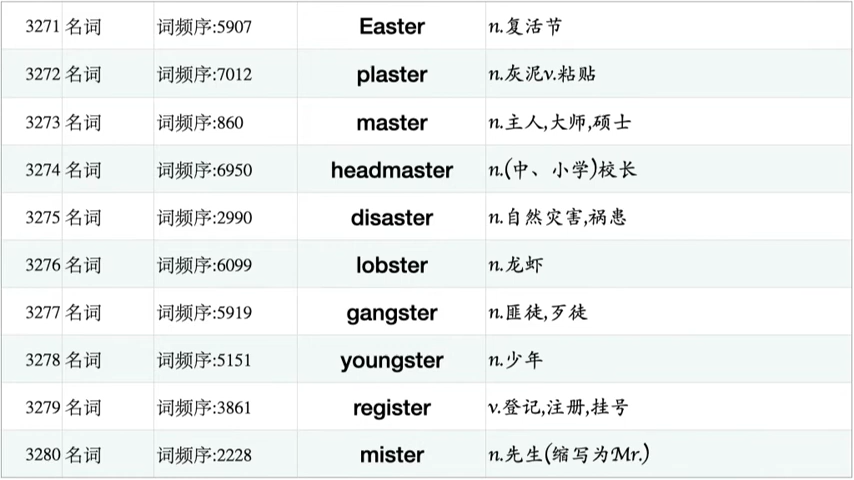 3271 名词 词频序:5907 Easter n.复活节
3272 名词 词频序:7012 plaster n.灰泥v.粘贴
3273 名词 词频序:860 master n.主人,大师,硕士
3274 名词 词频序:6950 headmaster n.(中、小学)校长
3275 名词 词频序:2990 disaster n.自然灾害,祸患
3276 名词 词频序:6099 lobster n.龙虾
3277 名词 词频序:5919 gangster n.匪徒,歹徒
3278 名词 词频序:5151 youngster n.少年
3279 名词 词频序:3861 register v.登记,注册,挂号
3280 名词 词频序:2228 mister n.先生(缩写为Mr.)